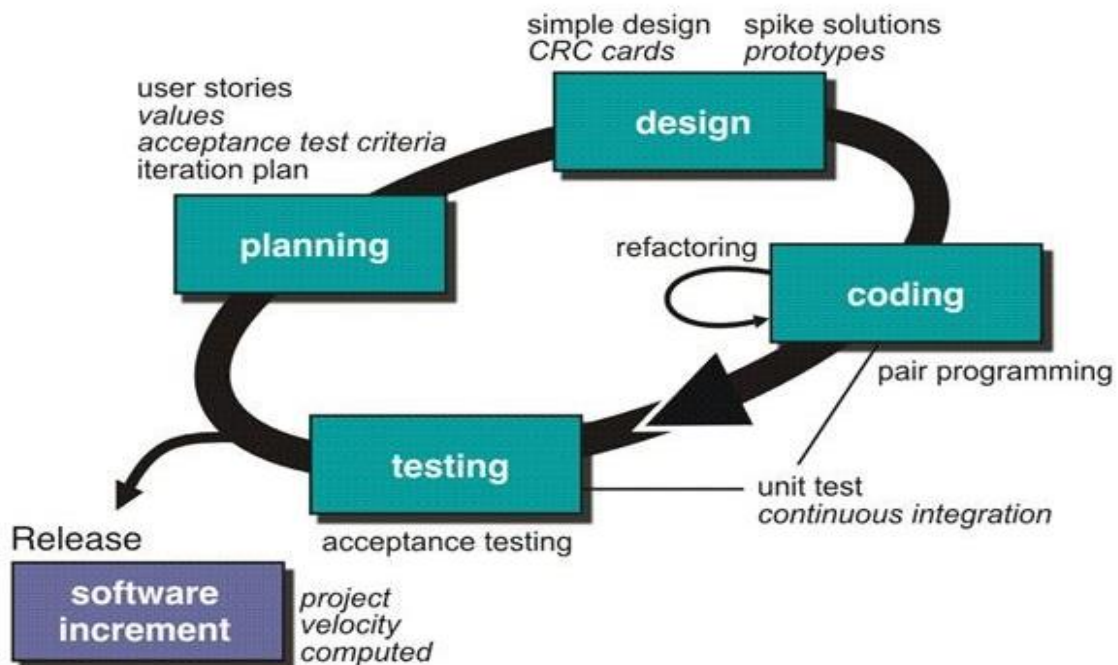 simple design
CRC cards
spike solutions
prototypes
design
user stories
values
acceptance test criteria
iteration plan
planning
refactoring
coding
pair programming
testing
unit test
continuous integration
acceptance testing
Release
software
increment
project
velocity
computed